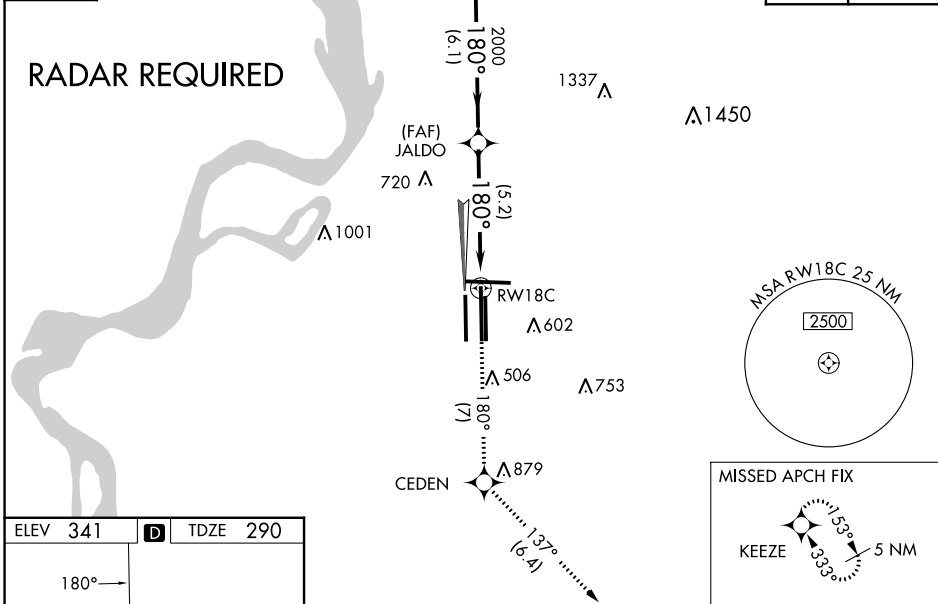 RADAR REQUIRED
2000
180°
(6.1)
1337
1450
(FAF)
JALDO
720
(5.2)
180°
1001
RW18C
602
MSA RW18C 25 NM
2500
506
753
180°
(7)
879
CEDEN
137°
(6.4)
MISSED APCH FIX
153°
KEEZE
5 NM
333°
ELEV 341 D TDZE 290
180°